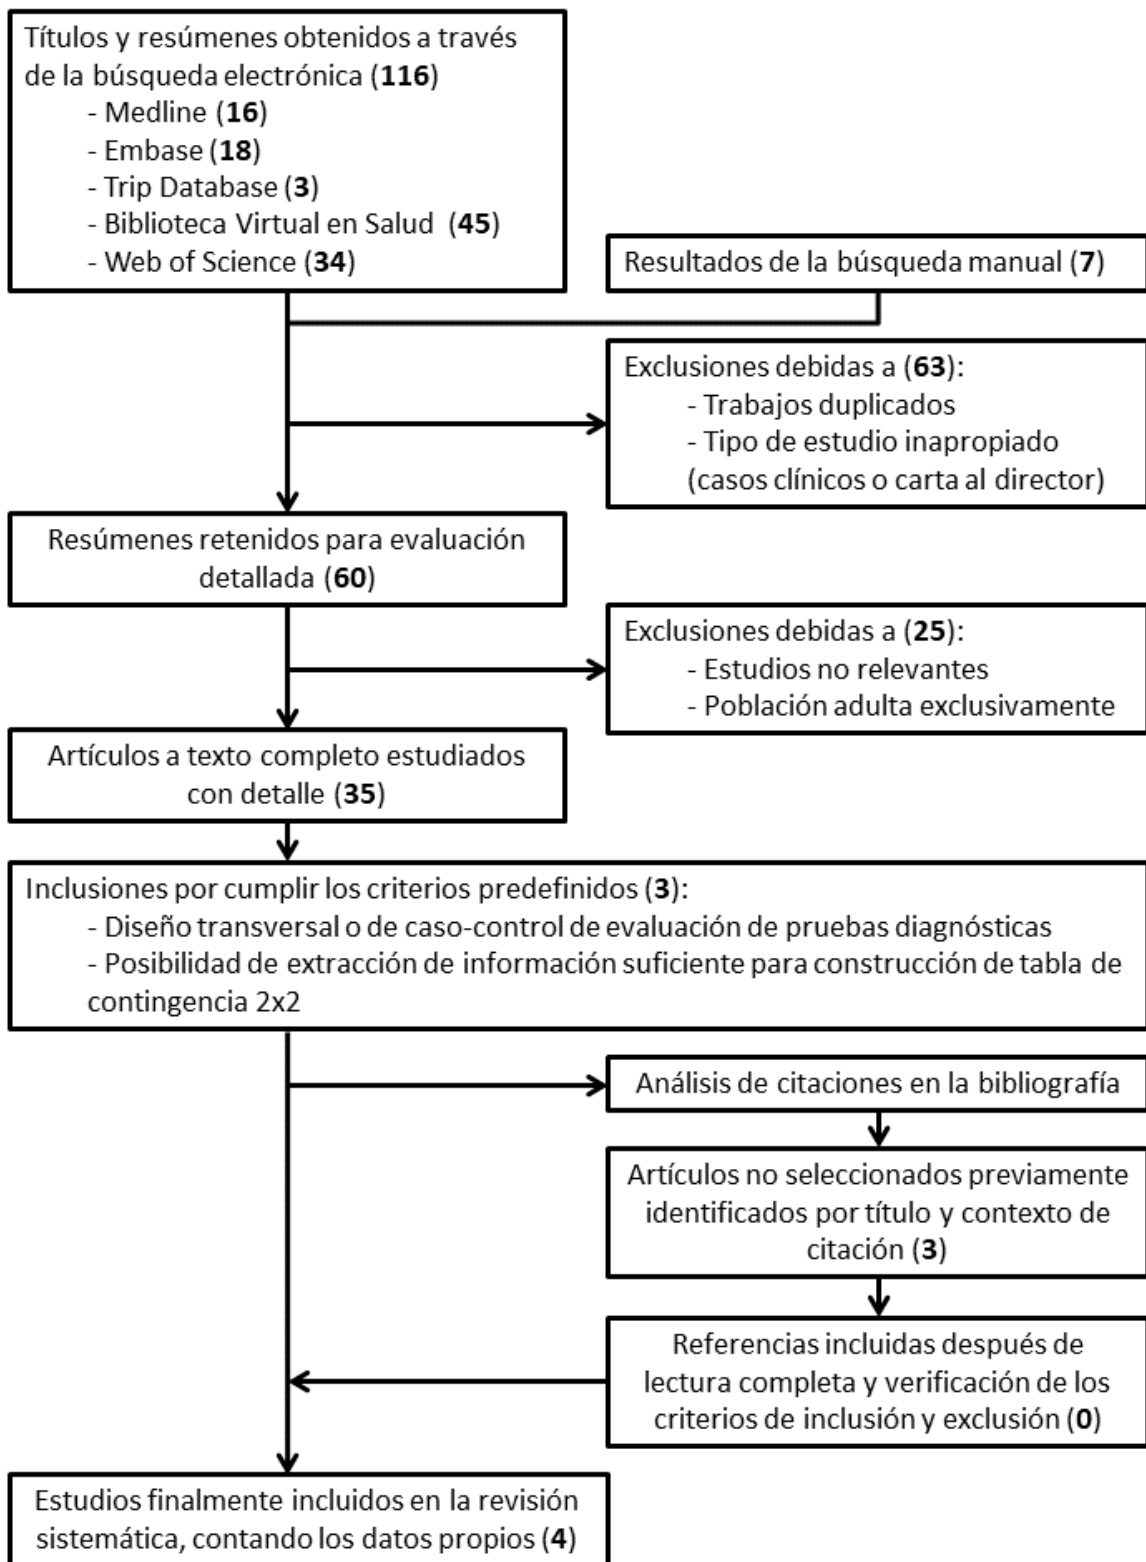 Títulos y resúmenes obtenidos a través
de la búsqueda electrónica (116)
- Medline (16)
- Embase (18)
- Trip Database (3)
- Biblioteca Virtual en Salud (45)
- Web of Science (34)
Resultados de la búsqueda manual (7)
Exclusiones debidas a (63):
- Trabajos duplicados
- Tipo de estudio inapropiado
(casos clínicos o carta al director)
Resúmenes retenidos para evaluación
detallada (60)
Exclusiones debidas a (25):
- Estudios no relevantes
- Población adulta exclusivamente
Artículos a texto completo estudiados
con detalle (35)
Inclusiones por cumplir los criterios predefinidos (3):
- Diseño transversal o de caso-control de evaluación de pruebas diagnósticas
- Posibilidad de extracción de información suficiente para construcción de tabla de
contingencia 2x2
Análisis de citaciones en la bibliografía
Artículos no seleccionados previamente
identificados por título y contexto de
citación (3)
Referencias incluidas después de
lectura completa y verificación de los
criterios de inclusión y exclusión (0)
Estudios finalmente incluidos en la revisión
sistemática, contando los datos propios (4)